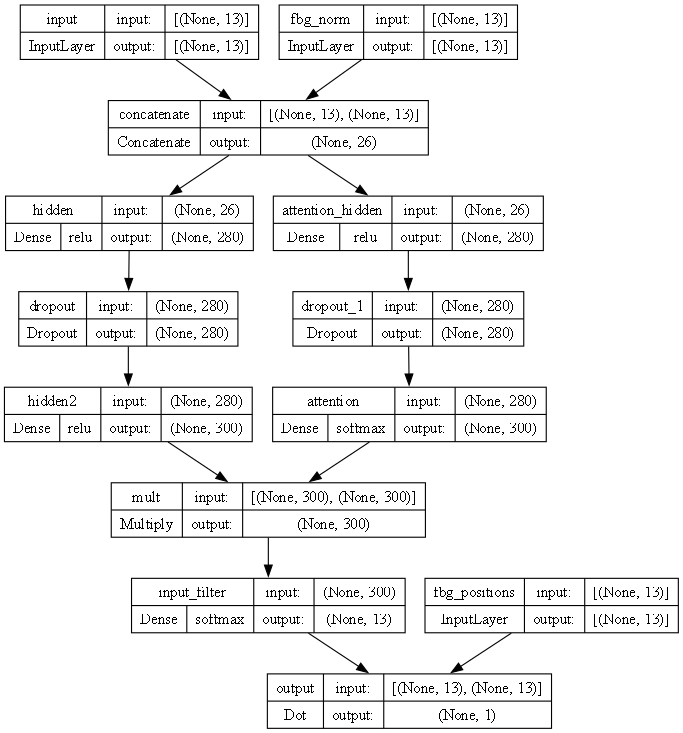 input input: [(None, 13)]
InputLayer output: [(None, 13)]
fbg_norm input: [(None, 13)]
InputLayer output: [(None, 13)]
concatenate input: [(None, 13), (None, 13)]
Concatenate output: (None, 26)
hidden input: (None, 26)
Dense relu output: (None, 280)
attention_hidden input: (None, 26)
Dense relu output: (None, 280)
dropout input: (None, 280)
Dropout output: (None, 280)
dropout_1 input: (None, 280)
Dropout output: (None, 280)
hidden2 input: (None, 280)
Dense relu output: (None, 300)
attention input: (None, 280)
Dense softmax output: (None, 300)
mult input: [(None, 300), (None, 300)]
Multiply output: (None, 300)
input_filter input: (None, 300)
Dense softmax output: (None, 13)
fbg_positions input: [(None, 13)]
InputLayer output: [(None, 13)]
output input: [(None, 13), (None, 13)]
Dot output: (None, 1)